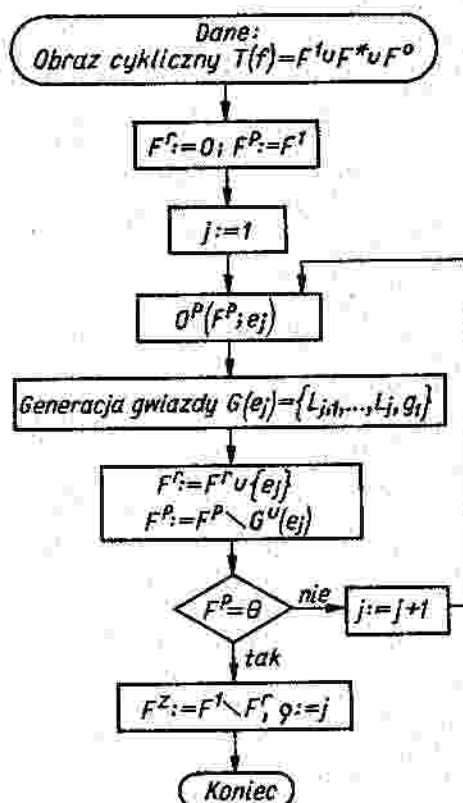 Dane:
Obraz cykliczny T(f)=F¹∪F*∪F⁰
Fʳ:=0; Fᵖ:=F¹
j:=1
Oᵖ(Fᵖ;eⱼ)
Generacja gwiazdy G(eⱼ)={Lⱼ,₁,...,Lⱼ,g₁}
Fʳ:=Fʳ∪{eⱼ}
Fᵖ:=Fᵖ∖Gᵁ(eⱼ)
Fᵖ=θ
nie
j:=j+1
tak
Fᶻ:=F¹∖Fʳ, ρ:=j
Koniec